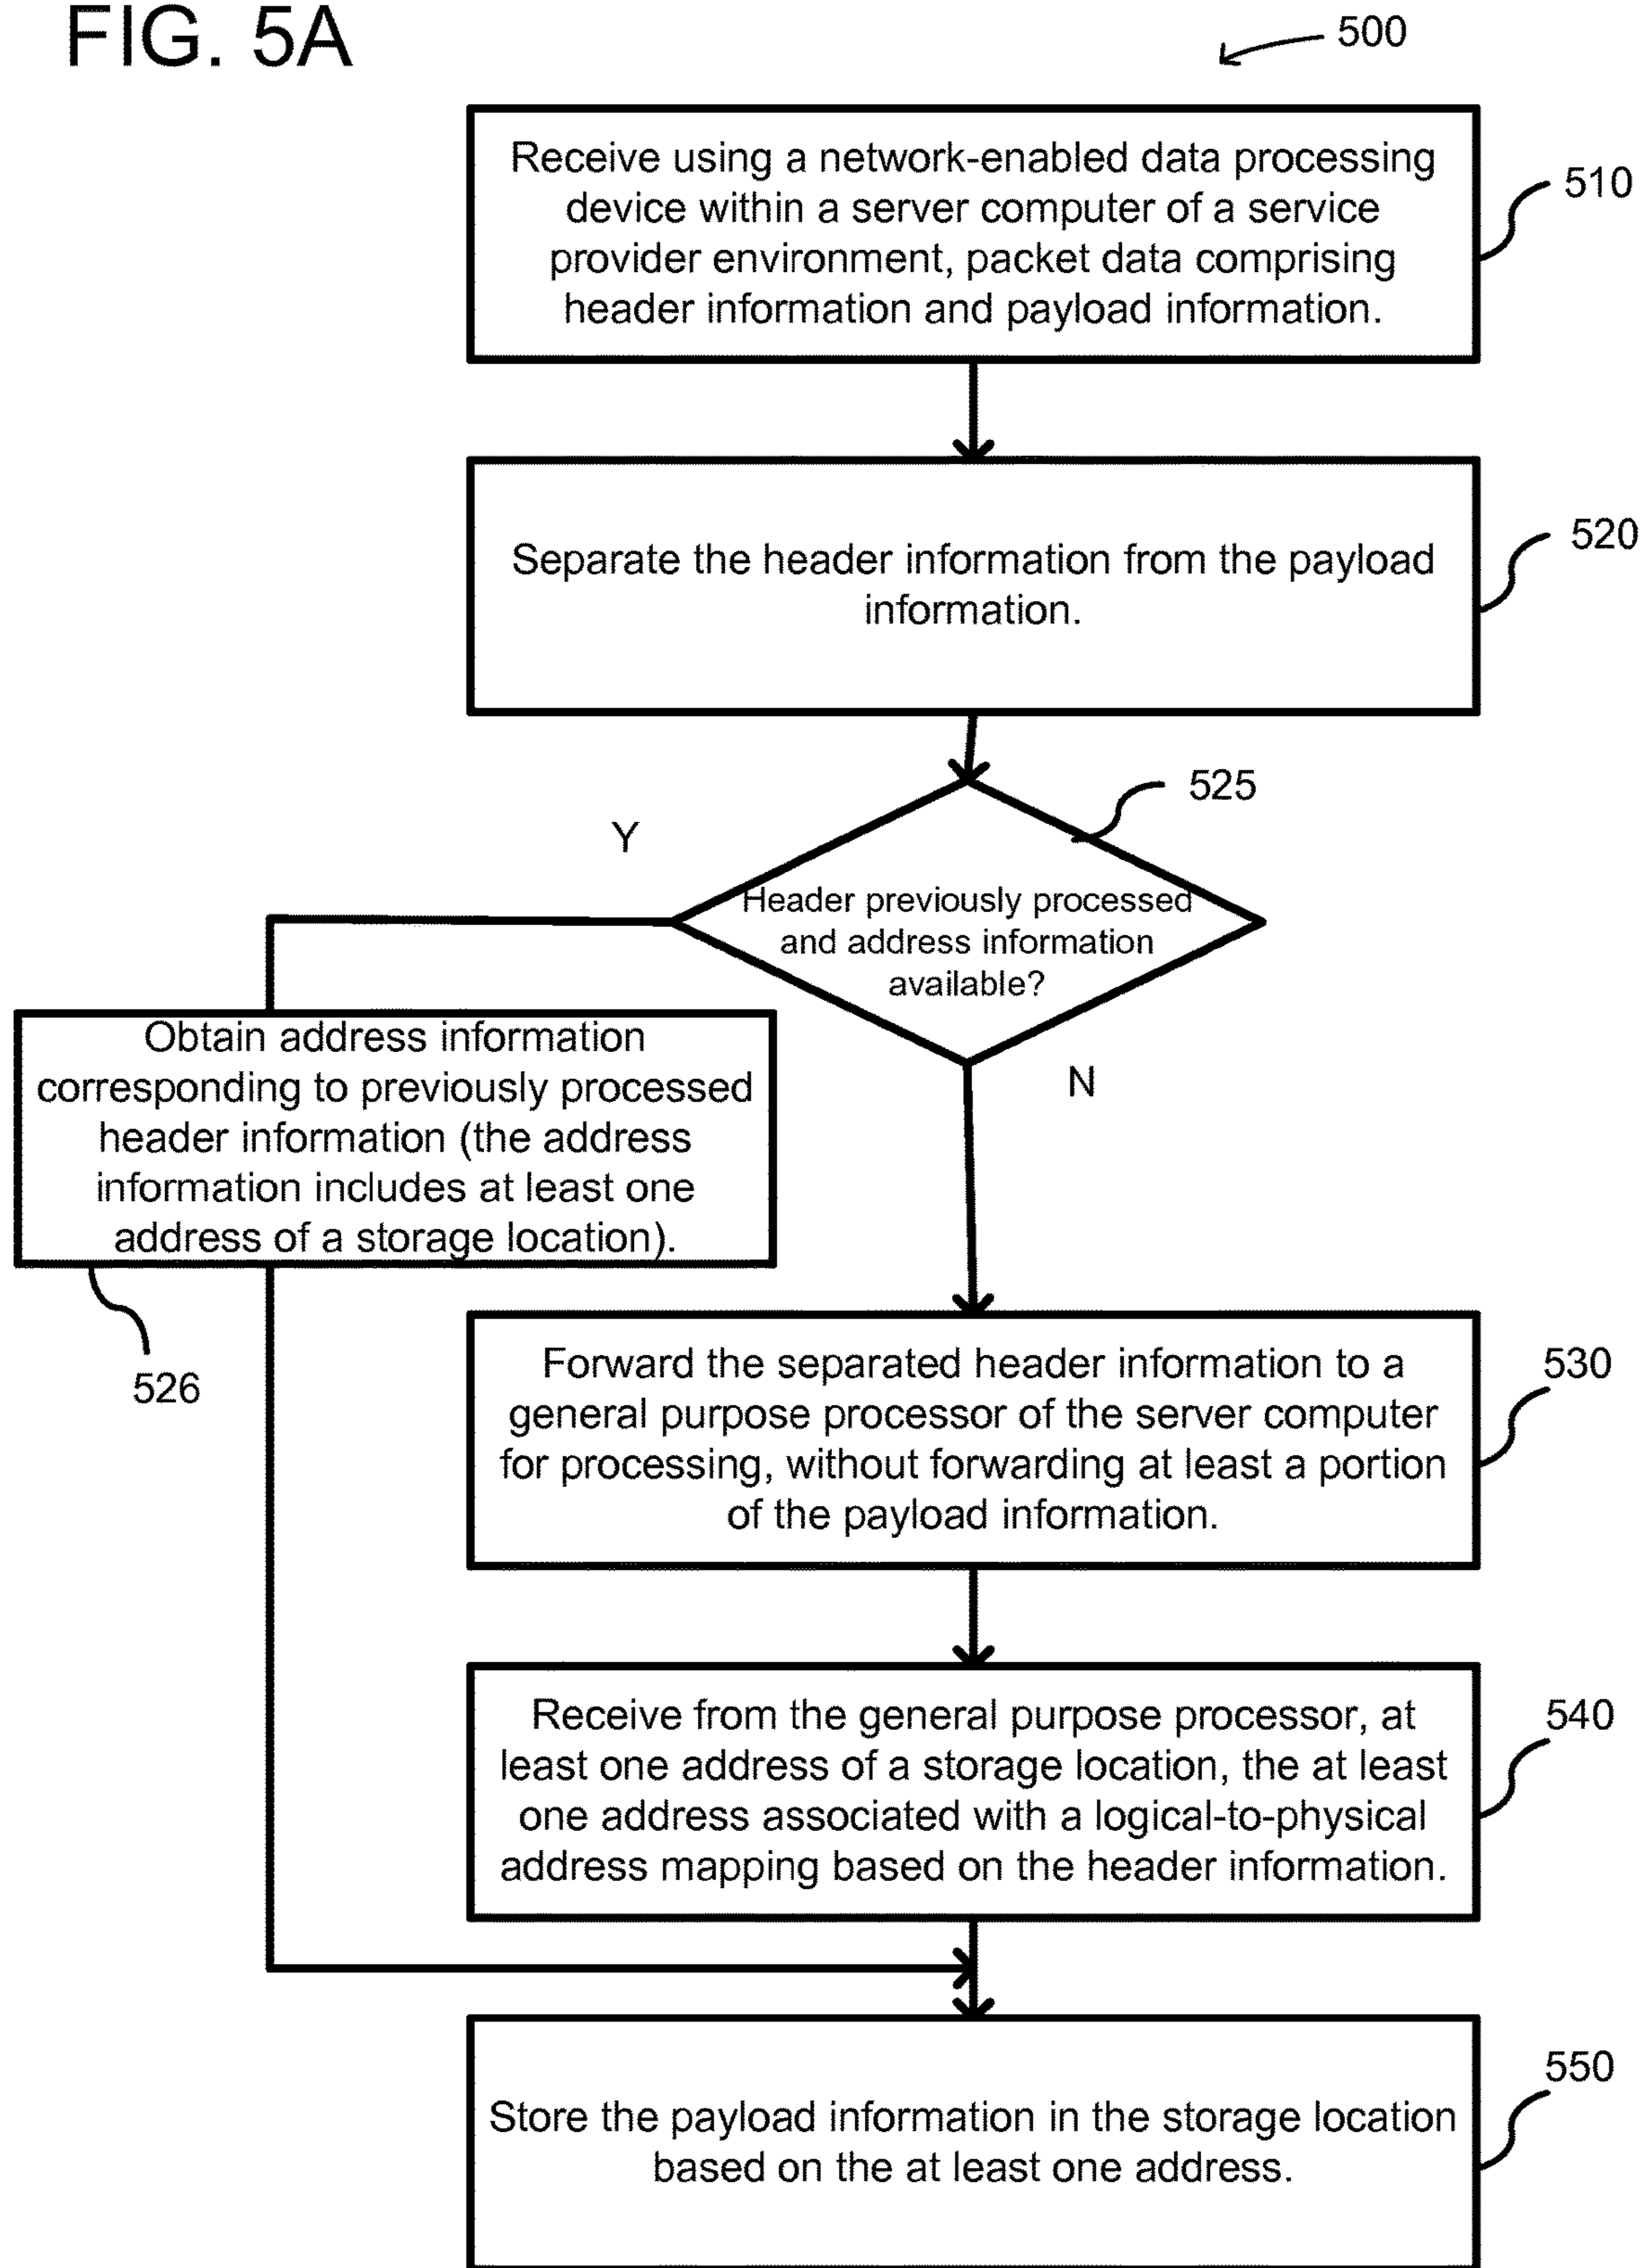 FIG. 5A
500
Receive using a network-enabled data processing
device within a server computer of a service
provider environment, packet data comprising
header information and payload information.
510
Separate the header information from the payload
information.
520
525
Y
Header previously processed
and address information
available?
N
Obtain address information
corresponding to previously processed
header information (the address
information includes at least one
address of a storage location).
526
Forward the separated header information to a
general purpose processor of the server computer
for processing, without forwarding at least a portion
of the payload information.
530
Receive from the general purpose processor, at
least one address of a storage location, the at least
one address associated with a logical-to-physical
address mapping based on the header information.
540
Store the payload information in the storage location
based on the at least one address.
550